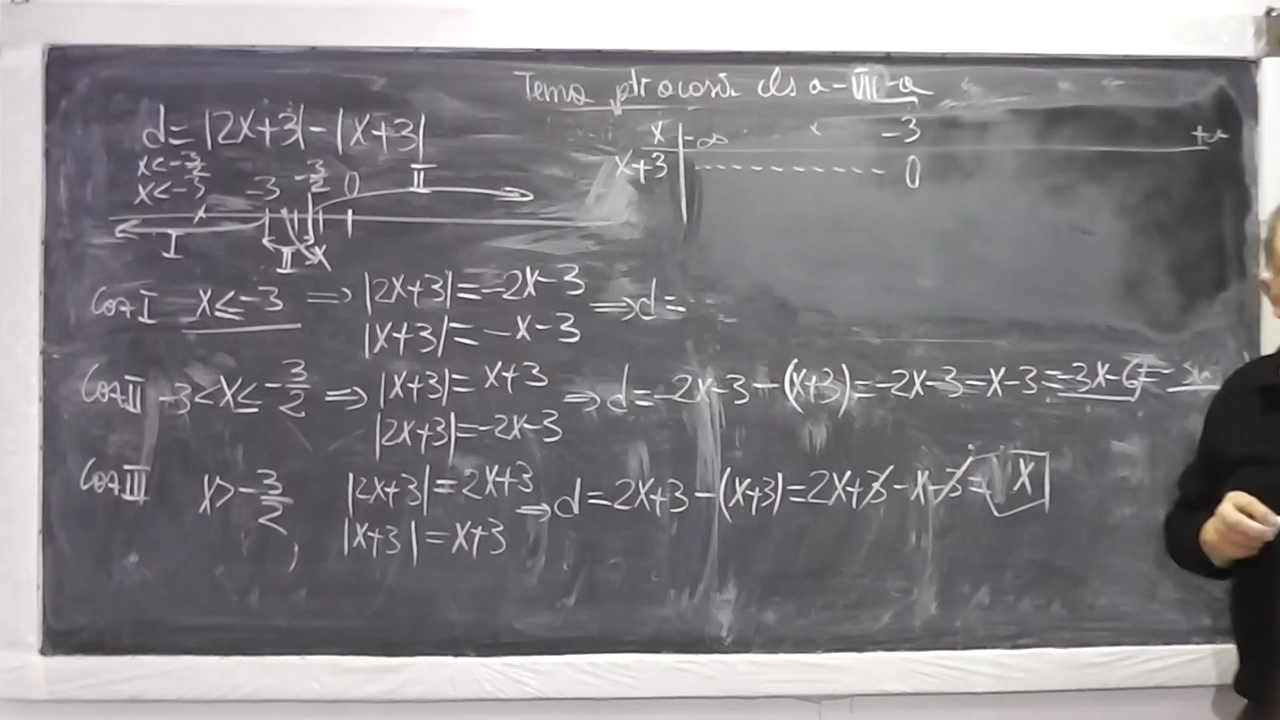 Tema ptr acasă cls a-VIII-a
d=|2x+3|-|x+3|
x -∞ -3 +∞
x<-3/2
x+3 - - - - - - - - - - 0
x<-3 -3 -3/2 0 II
x
I II x
Caz I x≤-3 ⇒ |2x+3|=-2x-3 ⇒d=...
|x+3|=-x-3
Caz II -3<x≤-3/2 ⇒ |x+3|=x+3 ⇒d=-2x-3-(x+3)=-2x-3-x-3=-3x-6=
|2x+3|=-2x-3
Caz III x>-3/2 |2x+3|=2x+3 ⇒d=2x+3-(x+3)=2x+3-x-3= x
|x+3|=x+3